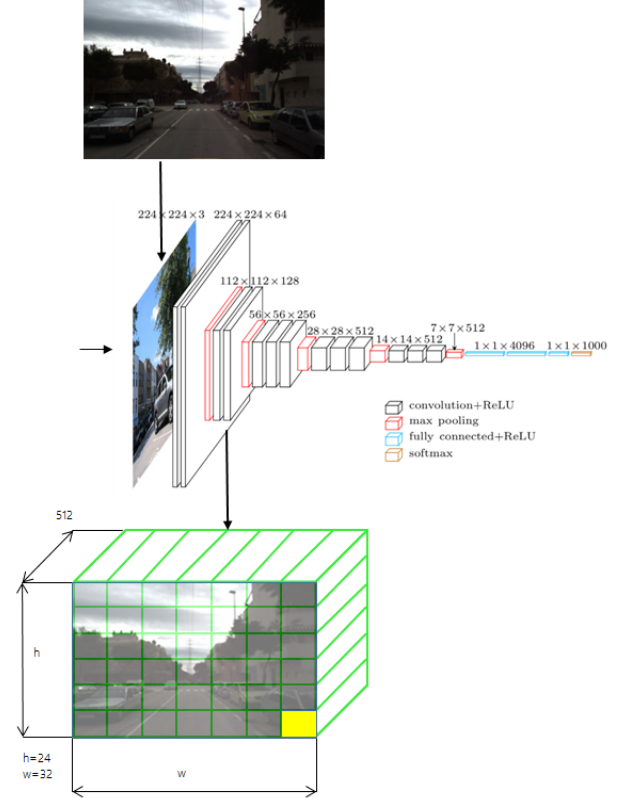 224×224×3 224×224×64
112×112×128
56×56×256
28×28×512
14×14×512
7×7×512
1×1×4096 1×1×1000
convolution+ReLU
max pooling
fully connected+ReLU
softmax
512
h
h=24
w=32
w